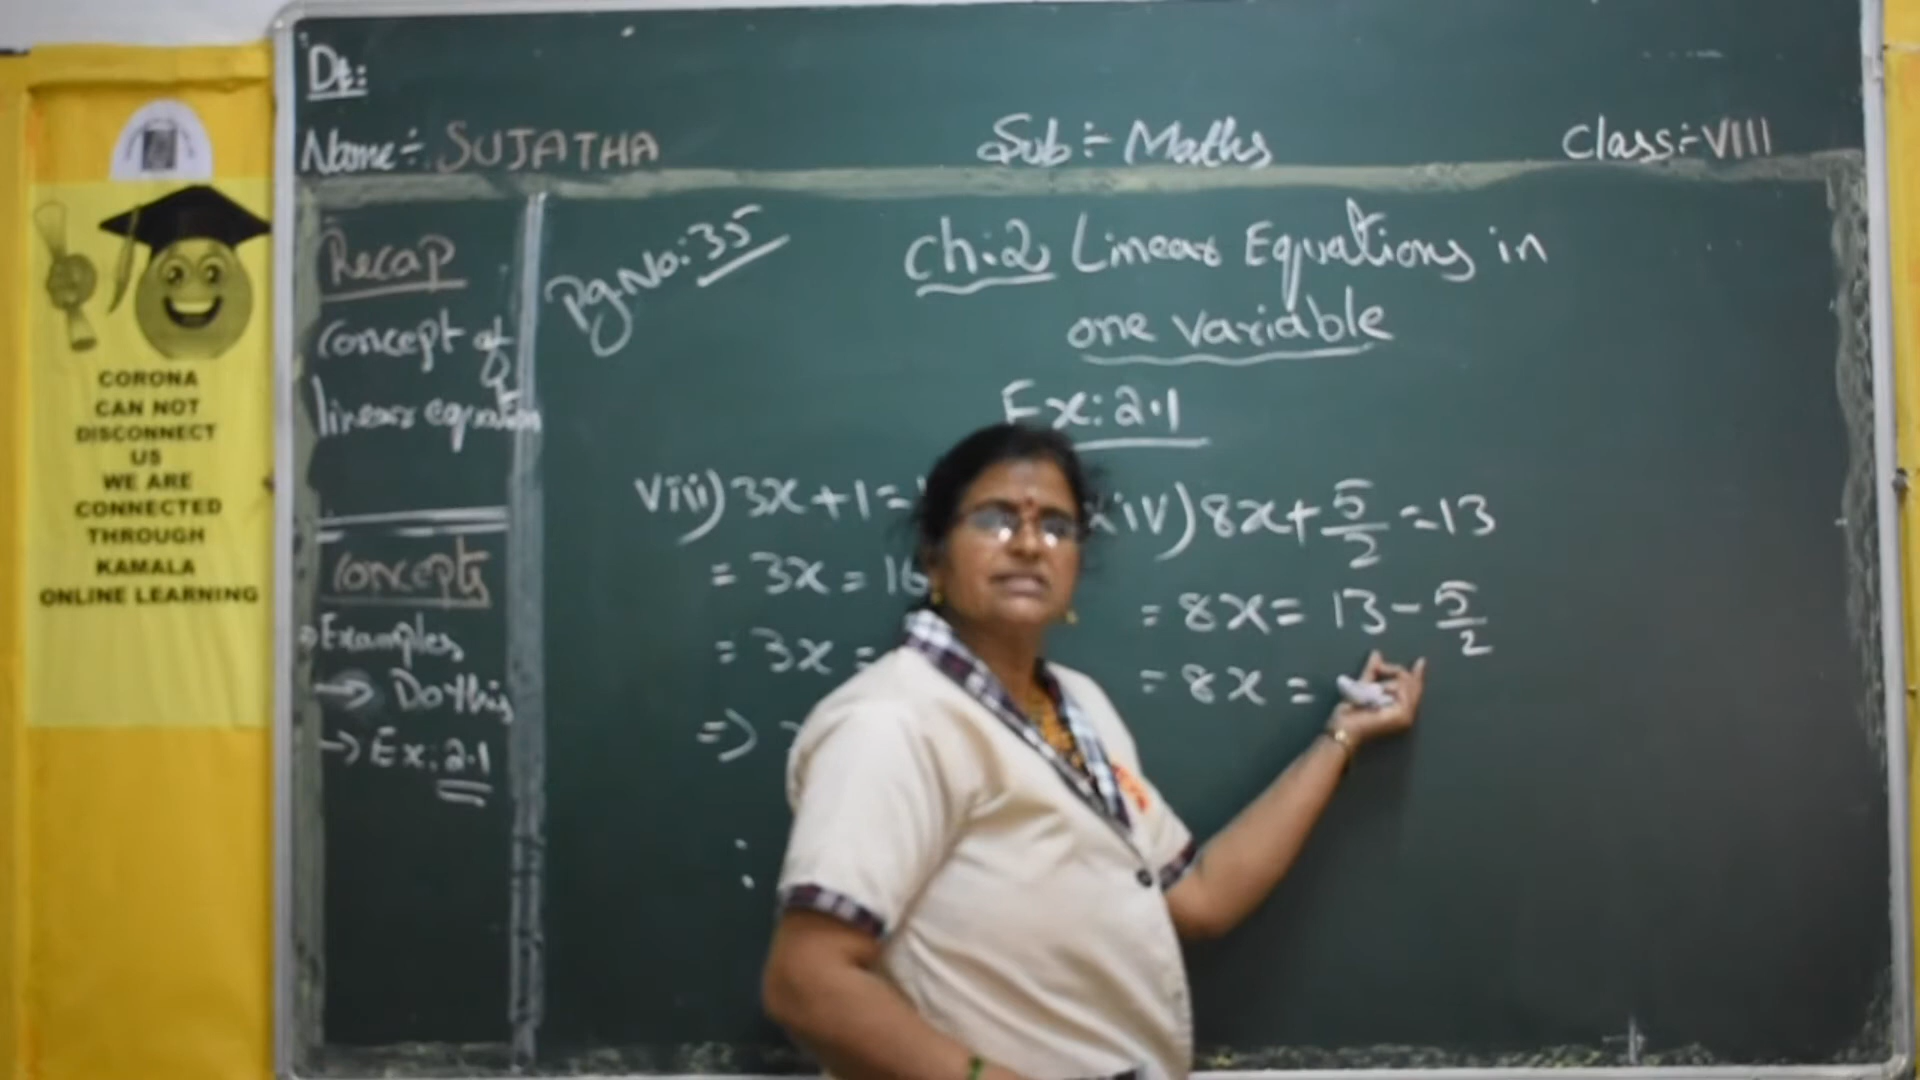 Dt:
Name:- SUJATHA
Sub:- Maths
Class:- VIII
CORONA
CAN NOT
DISCONNECT
US
WE ARE
CONNECTED
THROUGH
KAMALA
ONLINE LEARNING
Recap
Concept of
linear equation
Concepts
Examples
→ Do this
→ Ex: 2.1
Pg.No: 35
Ch:2 Linear Equations in
one variable
Ex: 2.1
viii) 3x+1=
= 3x = 16
= 3x =
=>
xiv) 8x + 5/2 = 13
= 8x = 13 - 5/2
= 8x =